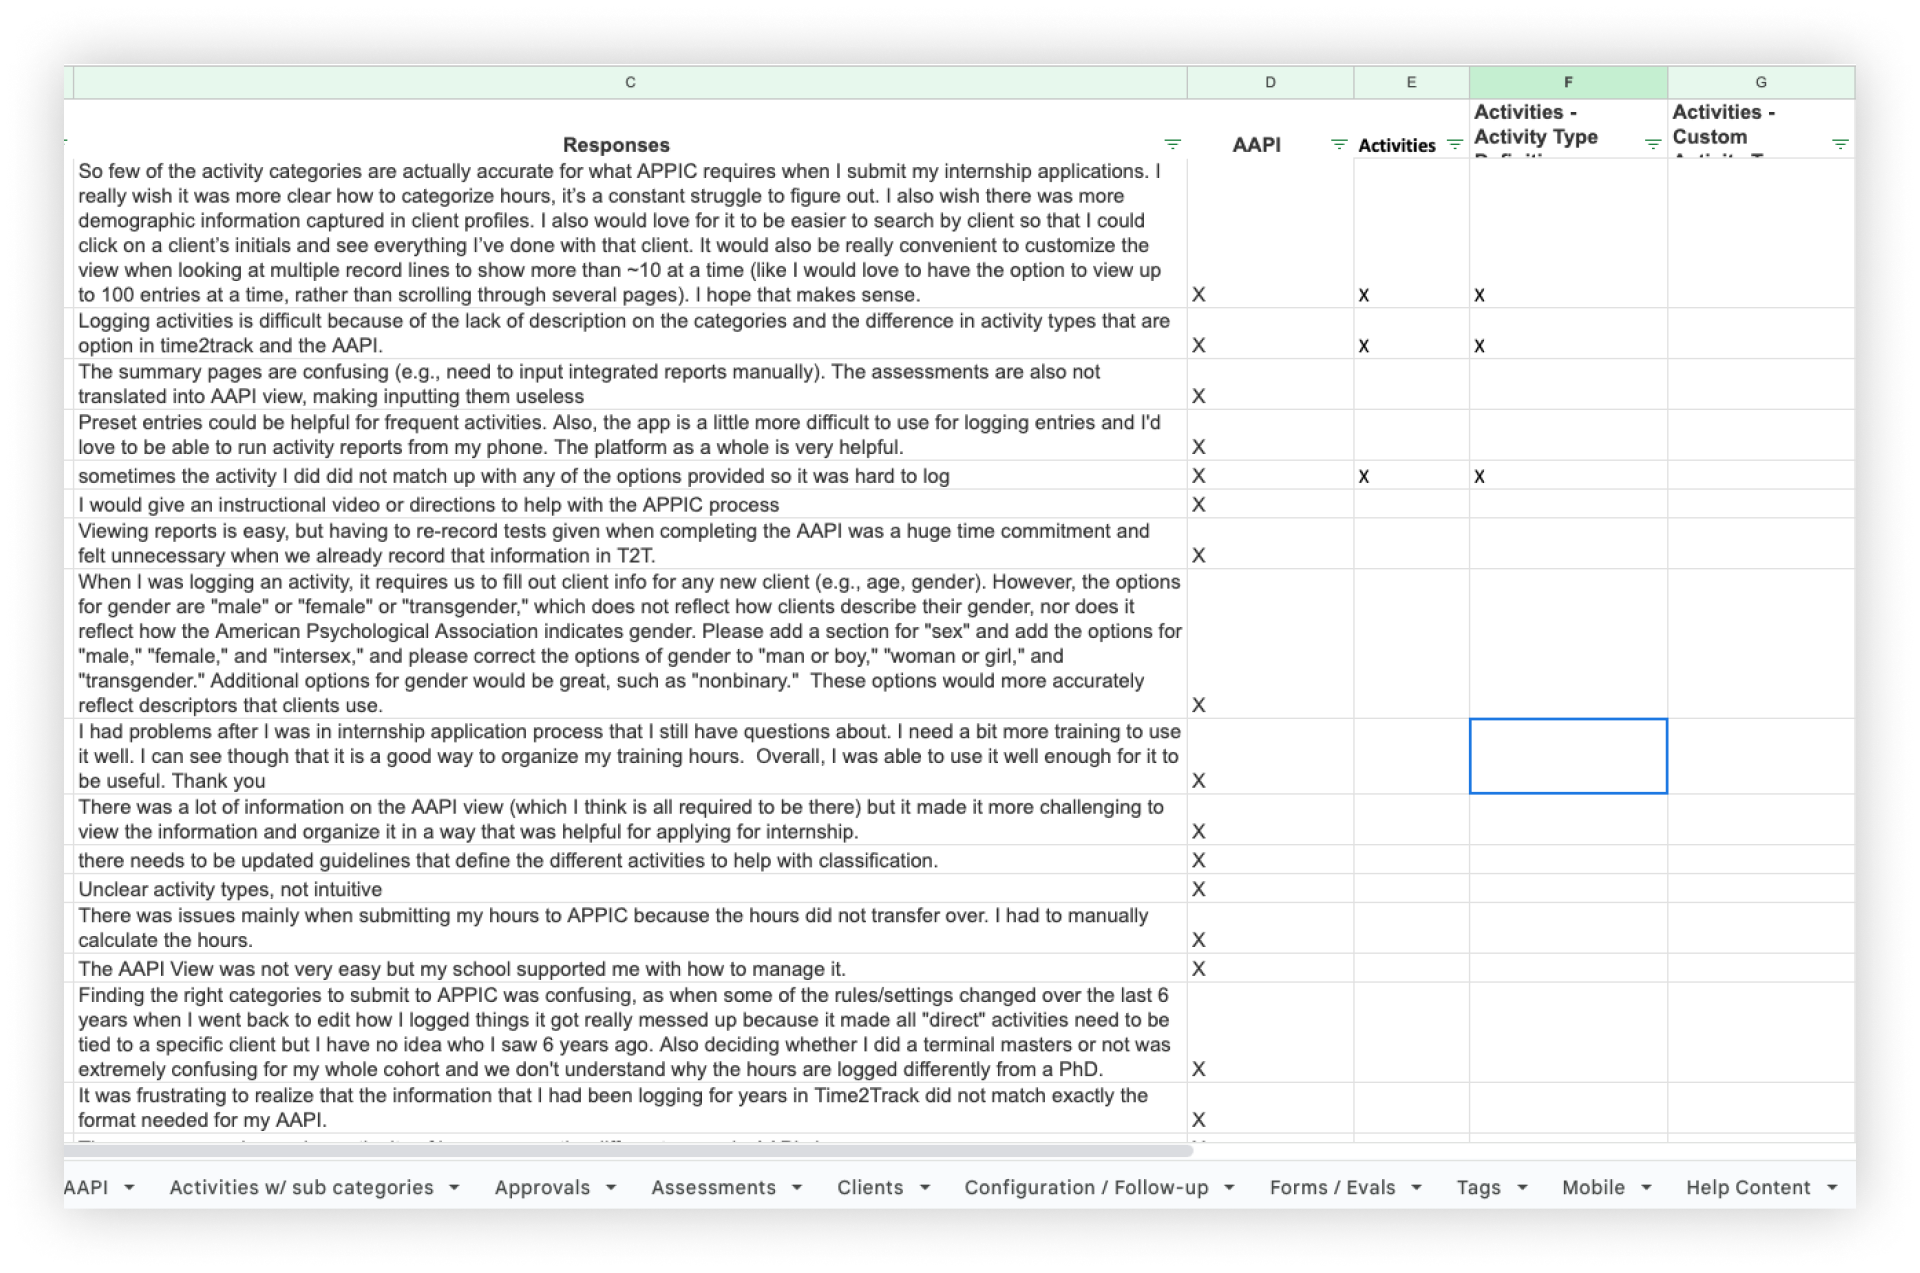 C D E F G
Responses AAPI Activities Activities - Activity Type Activities - Custom
So few of the activity categories are actually accurate for what APPIC requires when I submit my internship applications. I
really wish it was more clear how to categorize hours, it's a constant struggle to figure out. I also wish there was more
demographic information captured in client profiles. I also would love for it to be easier to search by client so that I could
click on a client's initials and see everything I've done with that client. It would also be really convenient to customize the
view when looking at multiple record lines to show more than ~10 at a time (like I would love to have the option to view up
to 100 entries at a time, rather than scrolling through several pages). I hope that makes sense. X X X
Logging activities is difficult because of the lack of description on the categories and the difference in activity types that are
option in time2track and the AAPI. X X X
The summary pages are confusing (e.g., need to input integrated reports manually). The assessments are also not
translated into AAPI view, making inputting them useless X
Preset entries could be helpful for frequent activities. Also, the app is a little more difficult to use for logging entries and I'd
love to be able to run activity reports from my phone. The platform as a whole is very helpful. X
sometimes the activity I did did not match up with any of the options provided so it was hard to log X X X
I would give an instructional video or directions to help with the APPIC process X
Viewing reports is easy, but having to re-record tests given when completing the AAPI was a huge time commitment and
felt unnecessary when we already record that information in T2T. X
When I was logging an activity, it requires us to fill out client info for any new client (e.g., age, gender). However, the options
for gender are "male" or "female" or "transgender," which does not reflect how clients describe their gender, nor does it
reflect how the American Psychological Association indicates gender. Please add a section for "sex" and add the options for
"male," "female," and "intersex," and please correct the options of gender to "man or boy," "woman or girl," and
"transgender." Additional options for gender would be great, such as "nonbinary."  These options would more accurately
reflect descriptors that clients use. X
I had problems after I was in internship application process that I still have questions about. I need a bit more training to use
it well. I can see though that it is a good way to organize my training hours.  Overall, I was able to use it well enough for it to
be useful. Thank you X
There was a lot of information on the AAPI view (which I think is all required to be there) but it made it more challenging to
view the information and organize it in a way that was helpful for applying for internship. X
there needs to be updated guidelines that define the different activities to help with classification. X
Unclear activity types, not intuitive X
There was issues mainly when submitting my hours to APPIC because the hours did not transfer over. I had to manually
calculate the hours. X
The AAPI View was not very easy but my school supported me with how to manage it. X
Finding the right categories to submit to APPIC was confusing, as when some of the rules/settings changed over the last 6
years when I went back to edit how I logged things it got really messed up because it made all "direct" activities need to be
tied to a specific client but I have no idea who I saw 6 years ago. Also deciding whether I did a terminal masters or not was
extremely confusing for my whole cohort and we don't understand why the hours are logged differently from a PhD. X
It was frustrating to realize that the information that I had been logging for years in Time2Track did not match exactly the
format needed for my AAPI. X
AAPI Activities w/ sub categories Approvals Assessments Clients Configuration / Follow-up Forms / Evals Tags Mobile Help Content